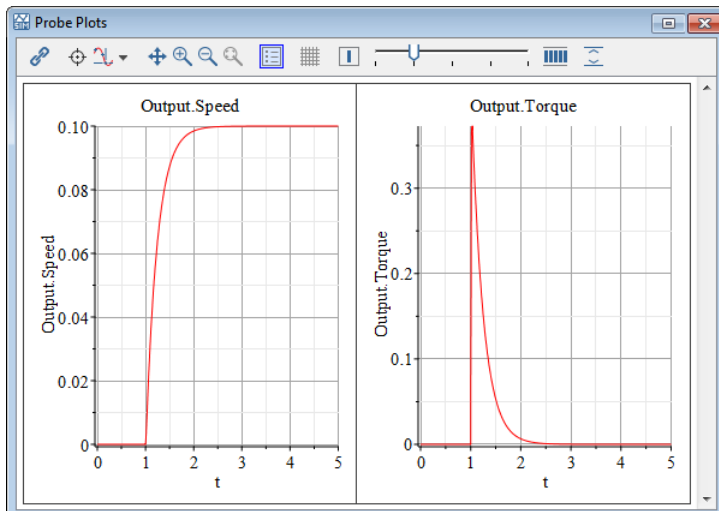 Probe Plots
SIM
Output.Speed
0.10
0.08
0.06
0.04
0.02
0
Output.Speed
0 1 2 3 4 5
t
Output.Torque
0.3
0.2
0.1
0
Output.Torque
0 1 2 3 4 5
t